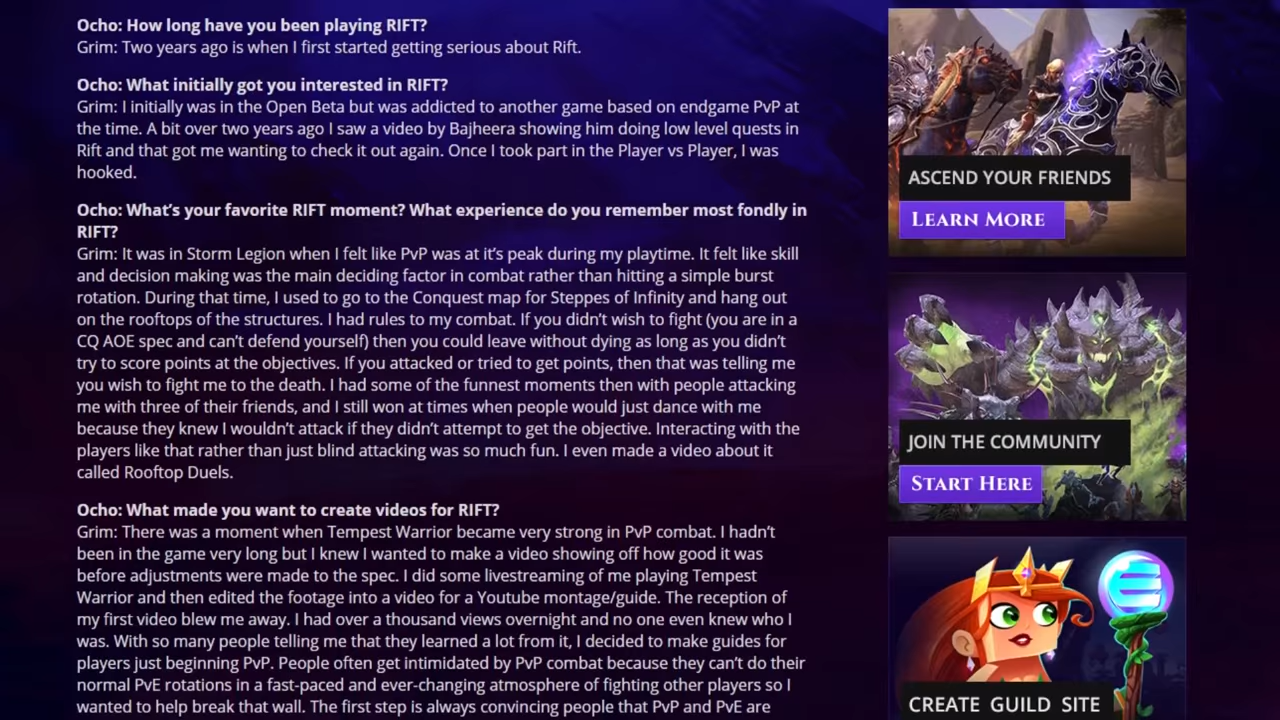 Ocho: How long have you been playing RIFT?
Grim: Two years ago is when I first started getting serious about Rift.
Ocho: What initially got you interested in RIFT?
Grim: I initially was in the Open Beta but was addicted to another game based on endgame PvP at
the time. A bit over two years ago I saw a video by Bajheera showing him doing low level quests in
Rift and that got me wanting to check it out again. Once I took part in the Player vs Player, I was
hooked.
Ocho: What's your favorite RIFT moment? What experience do you remember most fondly in
RIFT?
Grim: It was in Storm Legion when I felt like PvP was at it's peak during my playtime. It felt like skill
and decision making was the main deciding factor in combat rather than hitting a simple burst
rotation. During that time, I used to go to the Conquest map for Steppes of Infinity and hang out
on the rooftops of the structures. I had rules to my combat. If you didn't wish to fight (you are in a
CQ AOE spec and can't defend yourself) then you could leave without dying as long as you didn't
try to score points at the objectives. If you attacked or tried to get points, then that was telling me
you wish to fight me to the death. I had some of the funnest moments then with people attacking
me with three of their friends, and I still won at times when people would just dance with me
because they knew I wouldn't attack if they didn't attempt to get the objective. Interacting with the
players like that rather than just blind attacking was so much fun. I even made a video about it
called Rooftop Duels.
Ocho: What made you want to create videos for RIFT?
Grim: There was a moment when Tempest Warrior became very strong in PvP combat. I hadn't
been in the game very long but I knew I wanted to make a video showing off how good it was
before adjustments were made to the spec. I did some livestreaming of me playing Tempest
Warrior and then edited the footage into a video for a Youtube montage/guide. The reception of
my first video blew me away. I had over a thousand views overnight and no one even knew who I
was. With so many people telling me that they learned a lot from it, I decided to make guides for
players just beginning PvP. People often get intimidated by PvP combat because they can't do their
normal PvE rotations in a fast-paced and ever-changing atmosphere of fighting other players so I
wanted to help break that wall. The first step is always convincing people that PvP and PvE are
ASCEND YOUR FRIENDS
LEARN MORE
JOIN THE COMMUNITY
START HERE
CREATE GUILD SITE